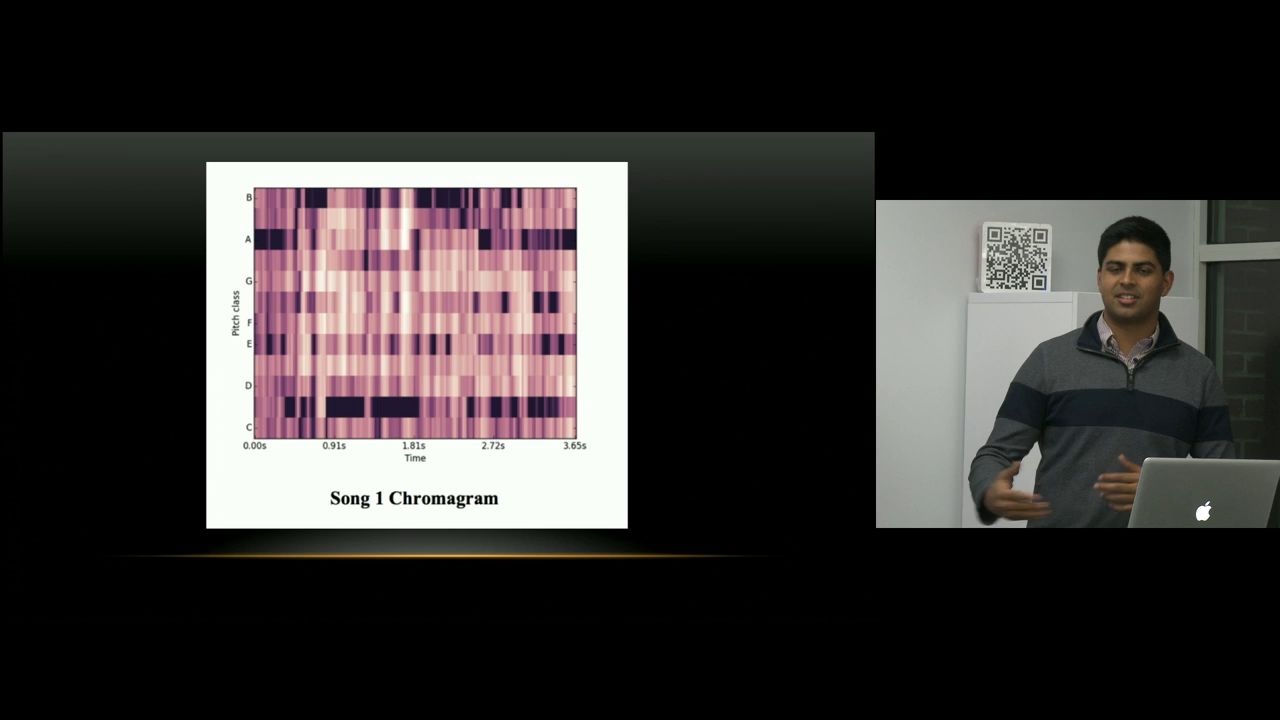 B
A
G
F
E
D
C
Pitch class
0.00s 0.91s 1.81s 2.72s 3.65s
Time
Song 1 Chromagram